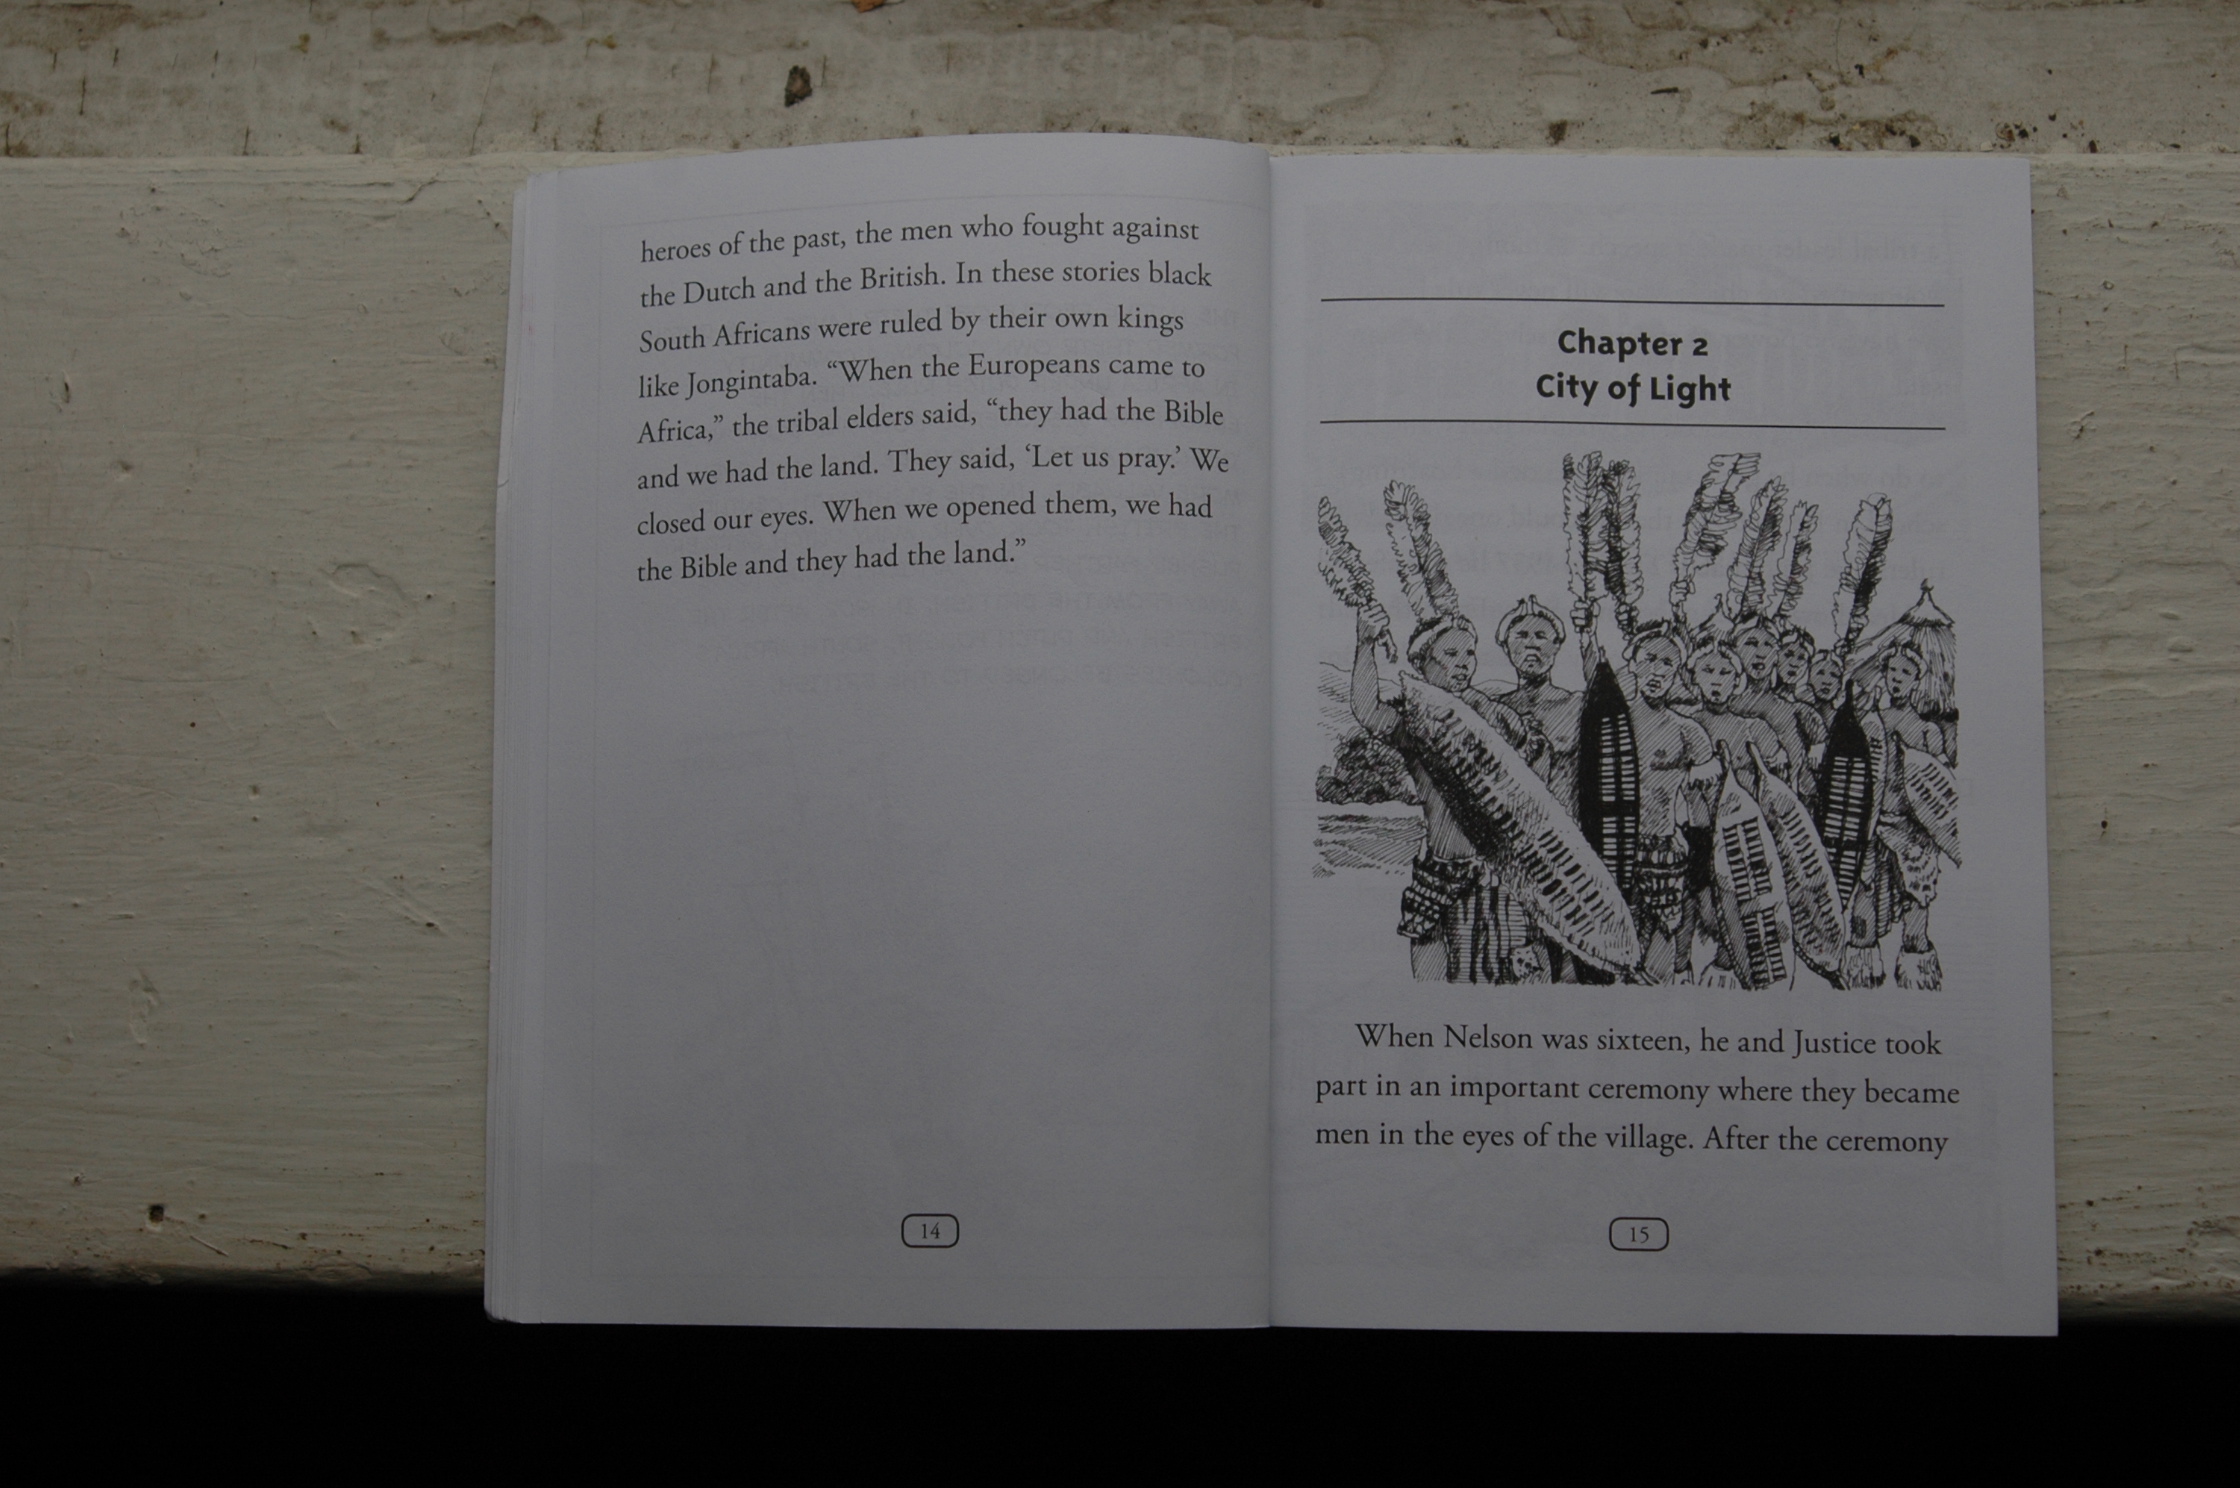 heroes of the past, the men who fought against
the Dutch and the British. In these stories black
South Africans were ruled by their own kings
like Jongintaba. “When the Europeans came to
Africa,” the tribal elders said, “they had the Bible
and we had the land. They said, ‘Let us pray.’ We
closed our eyes. When we opened them, we had
the Bible and they had the land.”
14
Chapter 2
City of Light
When Nelson was sixteen, he and Justice took
part in an important ceremony where they became
men in the eyes of the village. After the ceremony
15